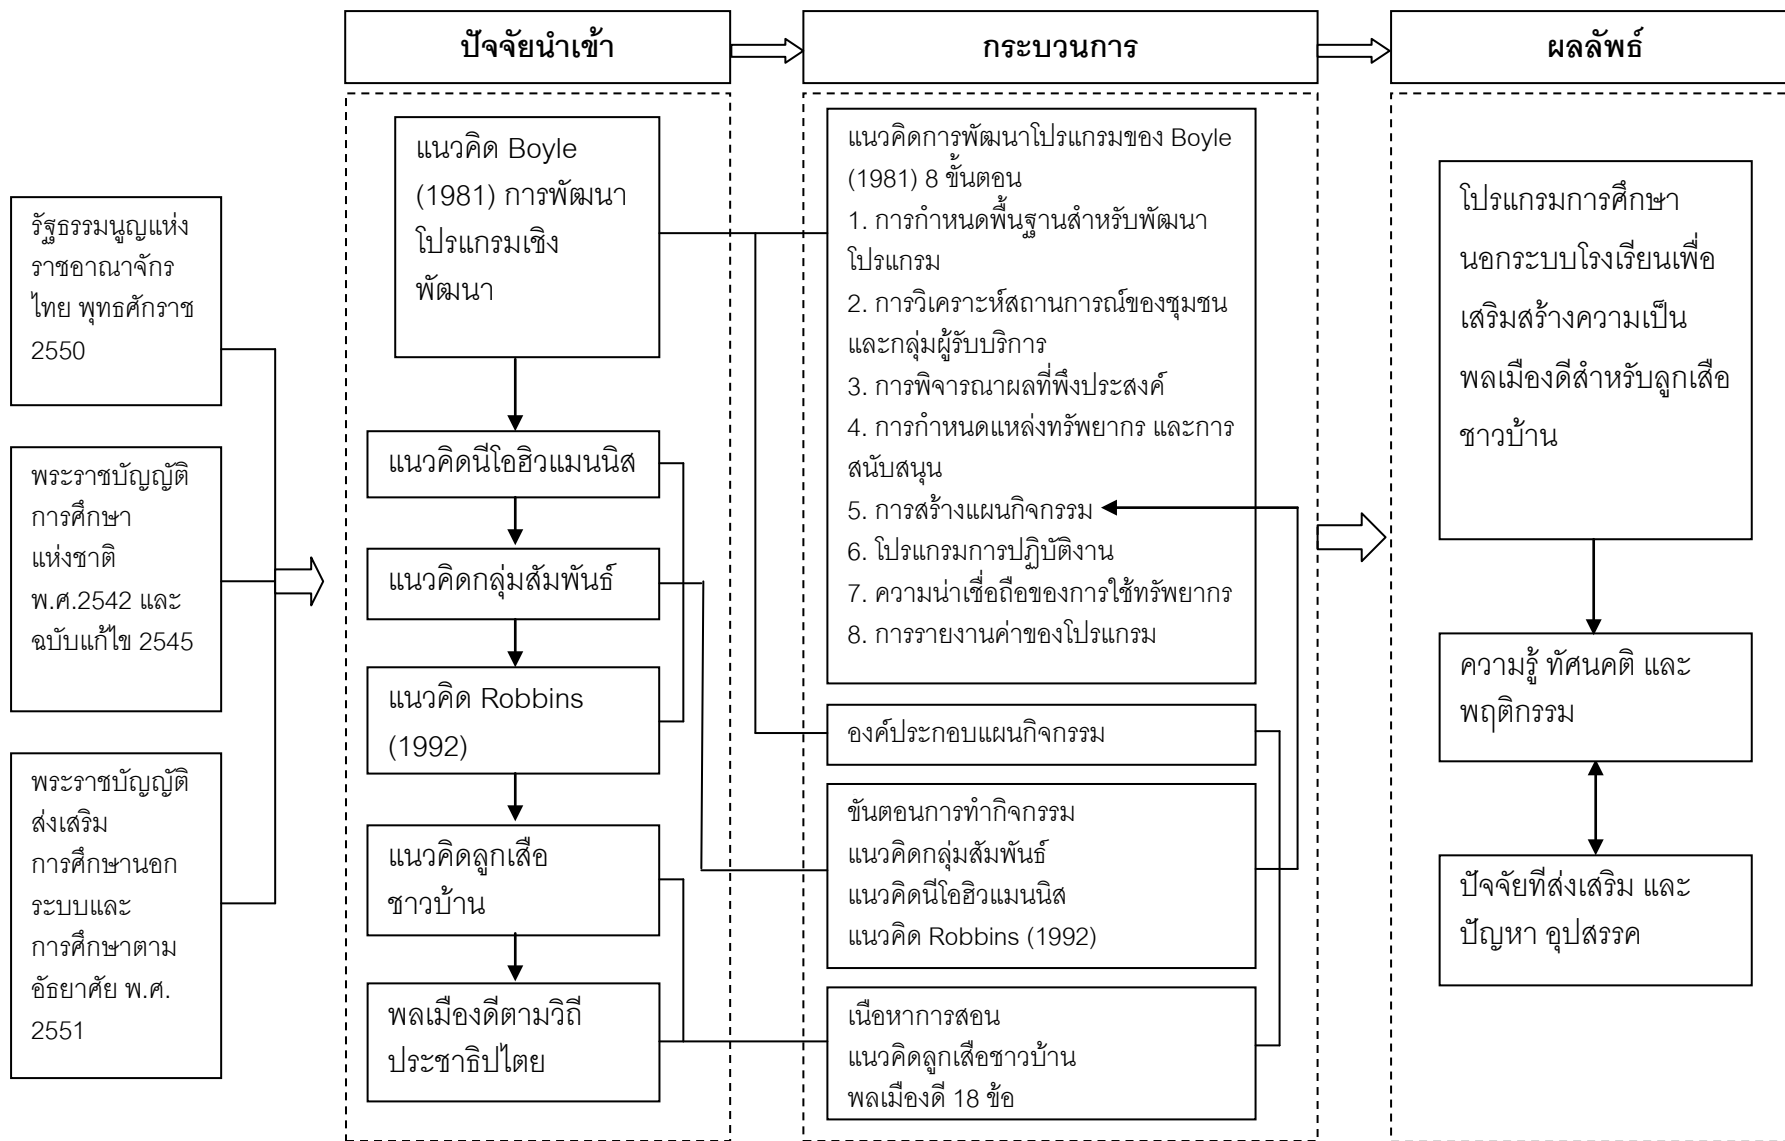 ปัจจัยนำเข้า
กระบวนการ
ผลลัพธ์
รัฐธรรมนูญแห่ง
ราชอาณาจักร
ไทย พุทธศักราช
2550
พระราชบัญญัติ
การศึกษา
แห่งชาติ
พ.ศ.2542 และ
ฉบับแก้ไข 2545
พระราชบัญญัติ
ส่งเสริม
การศึกษานอก
ระบบและ
การศึกษาตาม
อัธยาศัย พ.ศ.
2551
แนวคิด Boyle
(1981) การพัฒนา
โปรแกรมเชิง
พัฒนา
แนวคิดนีโอฮิวแมนนิส
แนวคิดกลุ่มสัมพันธ์
แนวคิด Robbins
(1992)
แนวคิดลูกเสือ
ชาวบ้าน
พลเมืองดีตามวิถี
ประชาธิปไตย
แนวคิดการพัฒนาโปรแกรมของ Boyle
(1981) 8 ขั้นตอน
1. การกำหนดพื้นฐานสำหรับพัฒนา
โปรแกรม
2. การวิเคราะห์สถานการณ์ของชุมชน
และกลุ่มผู้รับบริการ
3. การพิจารณาผลที่พึงประสงค์
4. การกำหนดแหล่งทรัพยากร และการ
สนับสนุน
5. การสร้างแผนกิจกรรม
6. โปรแกรมการปฏิบัติงาน
7. ความน่าเชื่อถือของการใช้ทรัพยากร
8. การรายงานค่าของโปรแกรม
องค์ประกอบแผนกิจกรรม
ขั้นตอนการทำกิจกรรม
แนวคิดกลุ่มสัมพันธ์
แนวคิดนีโอฮิวแมนนิส
แนวคิด Robbins (1992)
เนื้อหาการสอน
แนวคิดลูกเสือชาวบ้าน
พลเมืองดี 18 ข้อ
โปรแกรมการศึกษา
นอกระบบโรงเรียนเพื่อ
เสริมสร้างความเป็น
พลเมืองดีสำหรับลูกเสือ
ชาวบ้าน
ความรู้ ทัศนคติ และ
พฤติกรรม
ปัจจัยที่ส่งเสริม และ
ปัญหา อุปสรรค